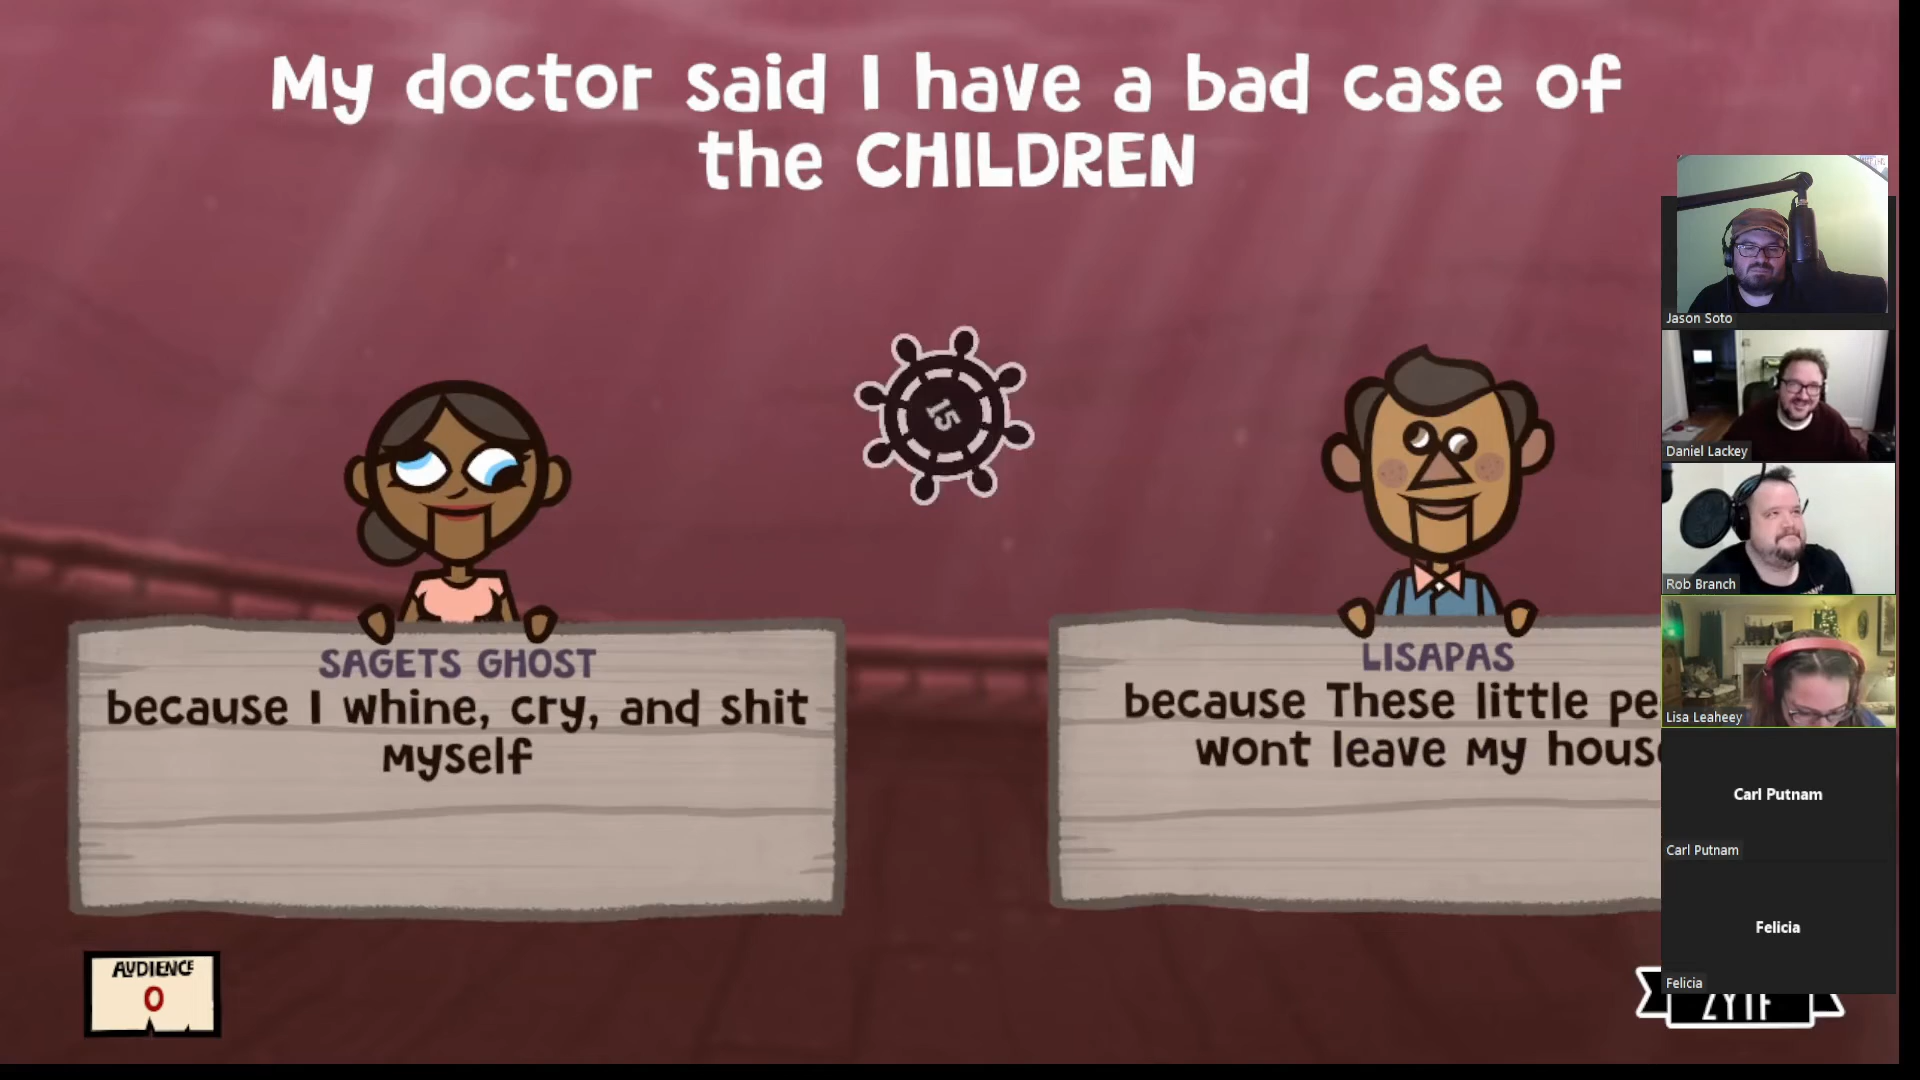 My doctor said I have a bad case of
the CHILDREN
15
SAGETS GHOST
because I whine, cry, and shit
myself
LISAPAS
because These little
wont leave my
AUDIENCE
0
Jason Soto
Daniel Lackey
Rob Branch
Lisa Leaheey
Carl Putnam
Carl Putnam
Felicia
Felicia